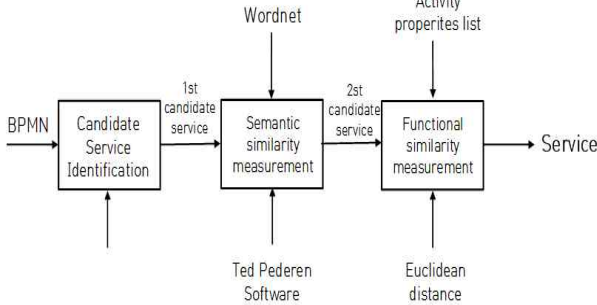 Wordnet
Activity
properites list
1st
candidate
service
2st
candidate
service
BPMN
Candidate
Service
Identification
Semantic
similarity
measurement
Functional
similarity
measurement
Service
Ted Pederen
Software
Euclidean
distance